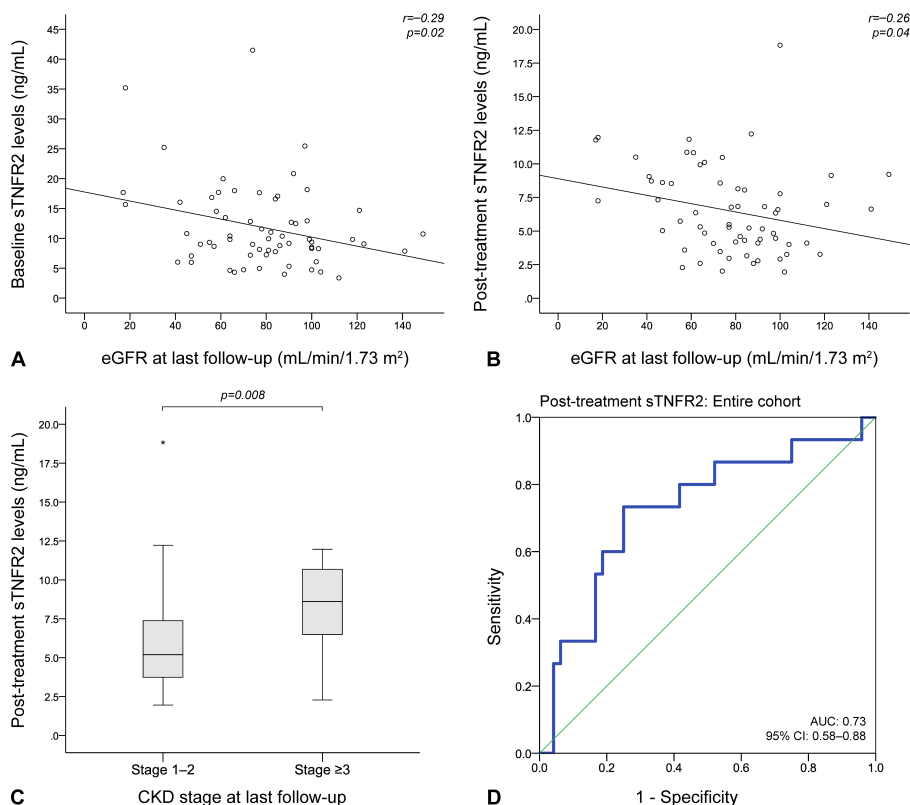 r=−0.29
p=0.02
45
40
35
30
25
20
15
10
5
0
Baseline sTNFR2 levels (ng/mL)
0 20 40 60 80 100 120 140
A eGFR at last follow-up (mL/min/1.73 m²)
r=−0.26
p=0.04
20.0
17.5
15.0
12.5
10.0
7.5
5.0
2.5
.0
Post-treatment sTNFR2 levels (ng/mL)
0 20 40 60 80 100 120 140
B eGFR at last follow-up (mL/min/1.73 m²)
p=0.008
20.0
17.5
15.0
12.5
10.0
7.5
5.0
2.5
.0
Post-treatment sTNFR2 levels (ng/mL)
*
Stage 1–2 Stage ≥3
C CKD stage at last follow-up
Post-treatment sTNFR2: Entire cohort
1.0
0.8
0.6
0.4
0.2
0.0
Sensitivity
AUC: 0.73
95% CI: 0.58–0.88
0.0 0.2 0.4 0.6 0.8 1.0
D 1 - Specificity